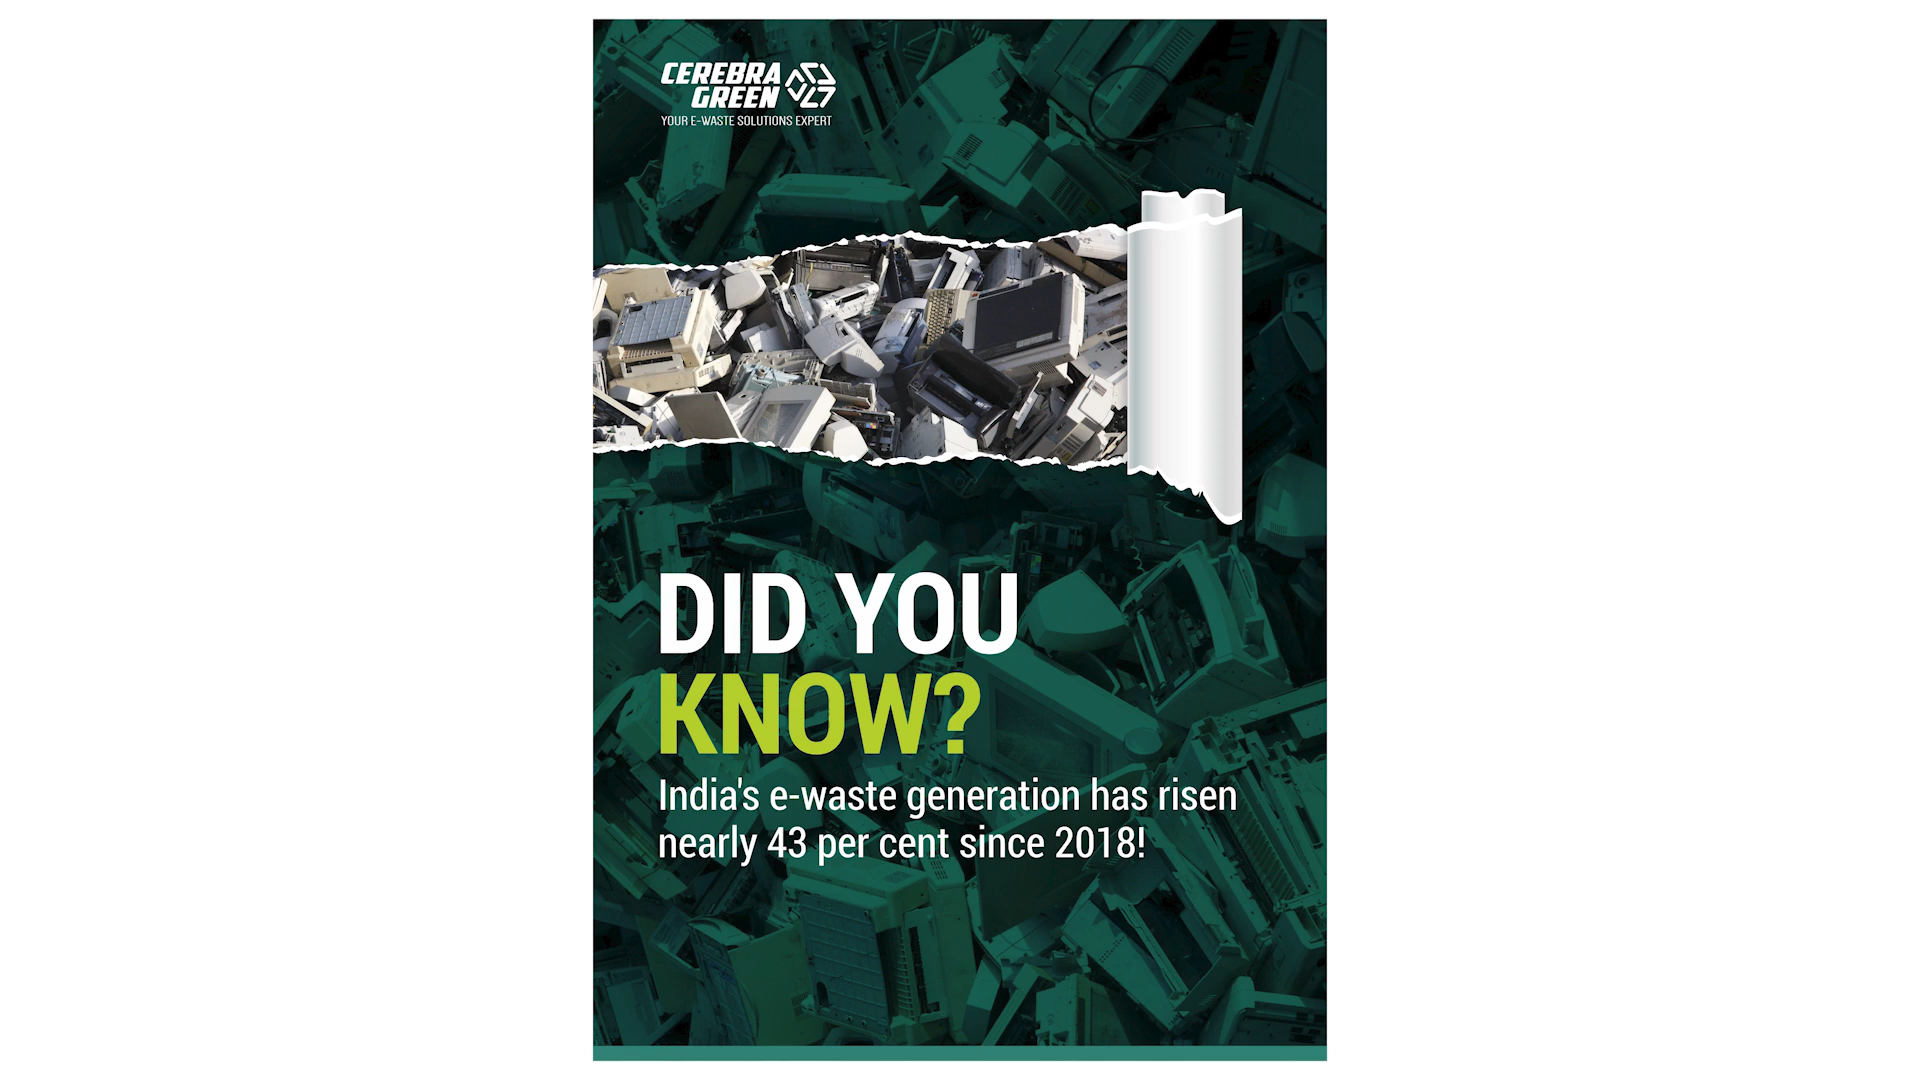 CEREBRA
GREEN
YOUR E-WASTE SOLUTIONS EXPERT
DID YOU
KNOW?
India's e-waste generation has risen
nearly 43 per cent since 2018!